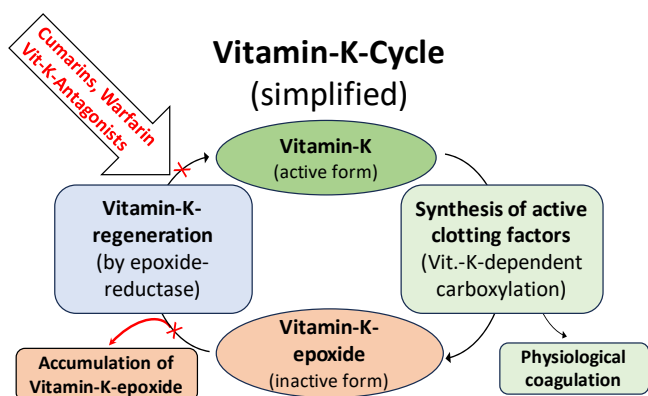 Vitamin-K-Cycle
(simplified)
Cumarins, Warfarin
Vit-K-Antagonists
Vitamin-K
(active form)
Vitamin-K-
regeneration
(by epoxide-
reductase)
Synthesis of active
clotting factors
(Vit.-K-dependent
carboxylation)
Vitamin-K-
epoxide
(inactive form)
Accumulation of
Vitamin-K-epoxide
Physiological
coagulation